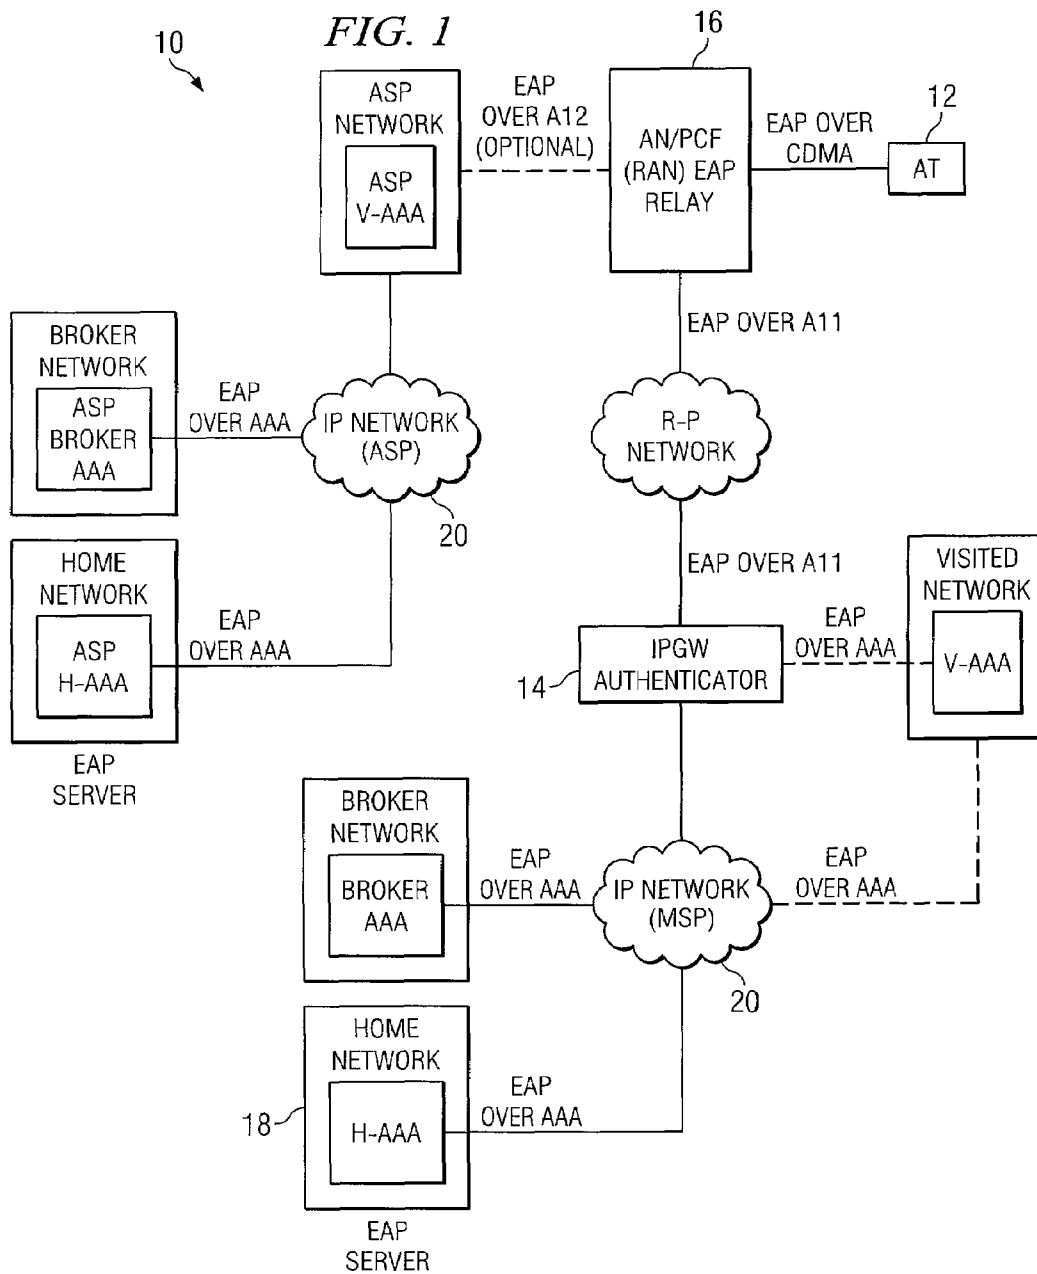 FIG. 1
10
16
12
ASP
NETWORK
ASP
V-AAA
EAP
OVER A12
(OPTIONAL)
AN/PCF
(RAN) EAP
RELAY
EAP OVER
CDMA
AT
EAP OVER A11
BROKER
NETWORK
ASP
BROKER
AAA
EAP
OVER AAA
IP NETWORK
(ASP)
20
R-P
NETWORK
HOME
NETWORK
ASP
H-AAA
EAP
OVER AAA
EAP
SERVER
EAP OVER A11
14
IPGW
AUTHENTICATOR
EAP
OVER AAA
VISITED
NETWORK
V-AAA
BROKER
NETWORK
BROKER
AAA
EAP
OVER AAA
IP NETWORK
(MSP)
20
EAP
OVER AAA
18
HOME
NETWORK
H-AAA
EAP
OVER AAA
EAP
SERVER